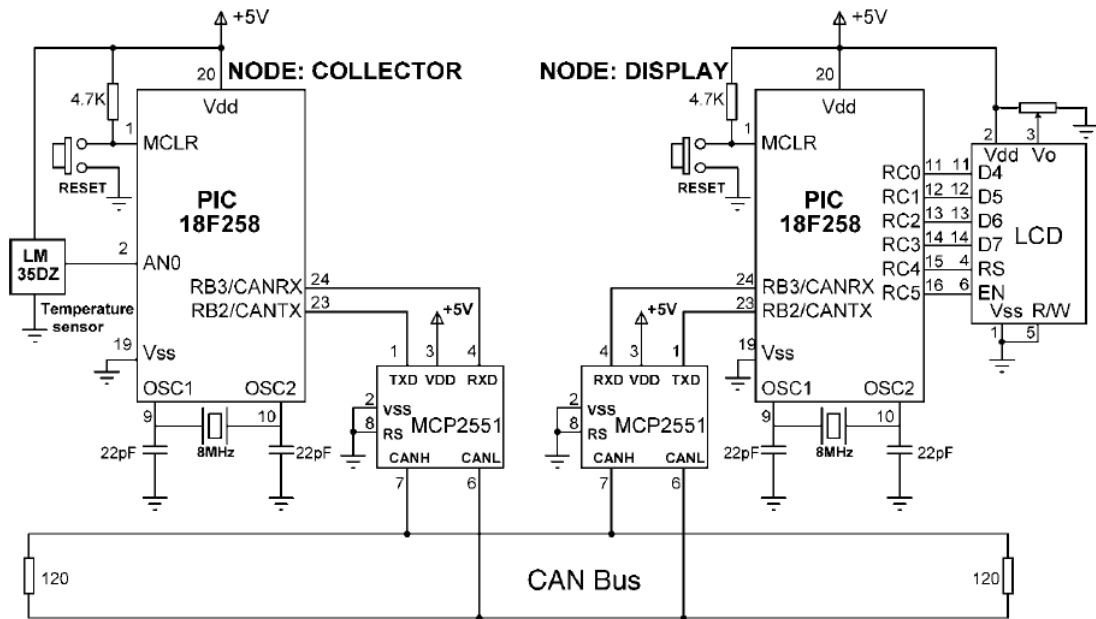 +5V
+5V
NODE: COLLECTOR
NODE: DISPLAY
20
Vdd
4.7K
1
MCLR
RESET
PIC
18F258
LM
35DZ
2
AN0
Temperature
sensor
RB3/CANRX
24
RB2/CANTX
23
+5V
19
Vss
OSC1
OSC2
9
10
22pF
8MHz
22pF
1
3
4
TXD
VDD
RXD
2
VSS
8
RS
MCP2551
CANH
CANL
7
6
20
Vdd
4.7K
1
MCLR
RESET
PIC
18F258
RC0
11
11
D4
RC1
12
12
D5
RC2
13
13
D6
RC3
14
14
D7
RC4
15
4
RS
RC5
16
6
EN
2
3
Vdd
Vo
LCD
Vss
R/W
1
5
24
RB3/CANRX
23
RB2/CANTX
+5V
19
Vss
OSC1
OSC2
9
10
22pF
8MHz
22pF
4
3
1
RXD
VDD
TXD
2
VSS
8
RS
MCP2551
CANH
CANL
7
6
120
CAN Bus
120